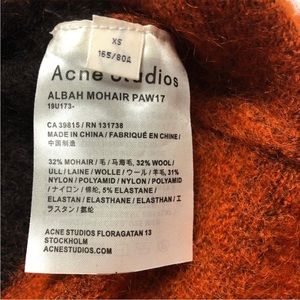 XS
165/80A
Acne Studios
ALBAH MOHAIR PAW17
19U173-
CA 39815 / RN 131738
MADE IN CHINA / FABRIQUÉ EN CHINE /
中国制造
32% MOHAIR / 毛 / 马海毛, 32% WOOL /
ULL / LAINE / WOLLE / ウール / 羊毛, 31%
NYLON / POLYAMID / NYLON / POLYAMID
/ ナイロン / 锦纶, 5% ELASTANE /
ELASTAN / ELASTHANE / ELASTHAN / エ
ラスタン / 氨纶
ACNE STUDIOS FLORAGATAN 13
STOCKHOLM
ACNESTUDIOS.COM